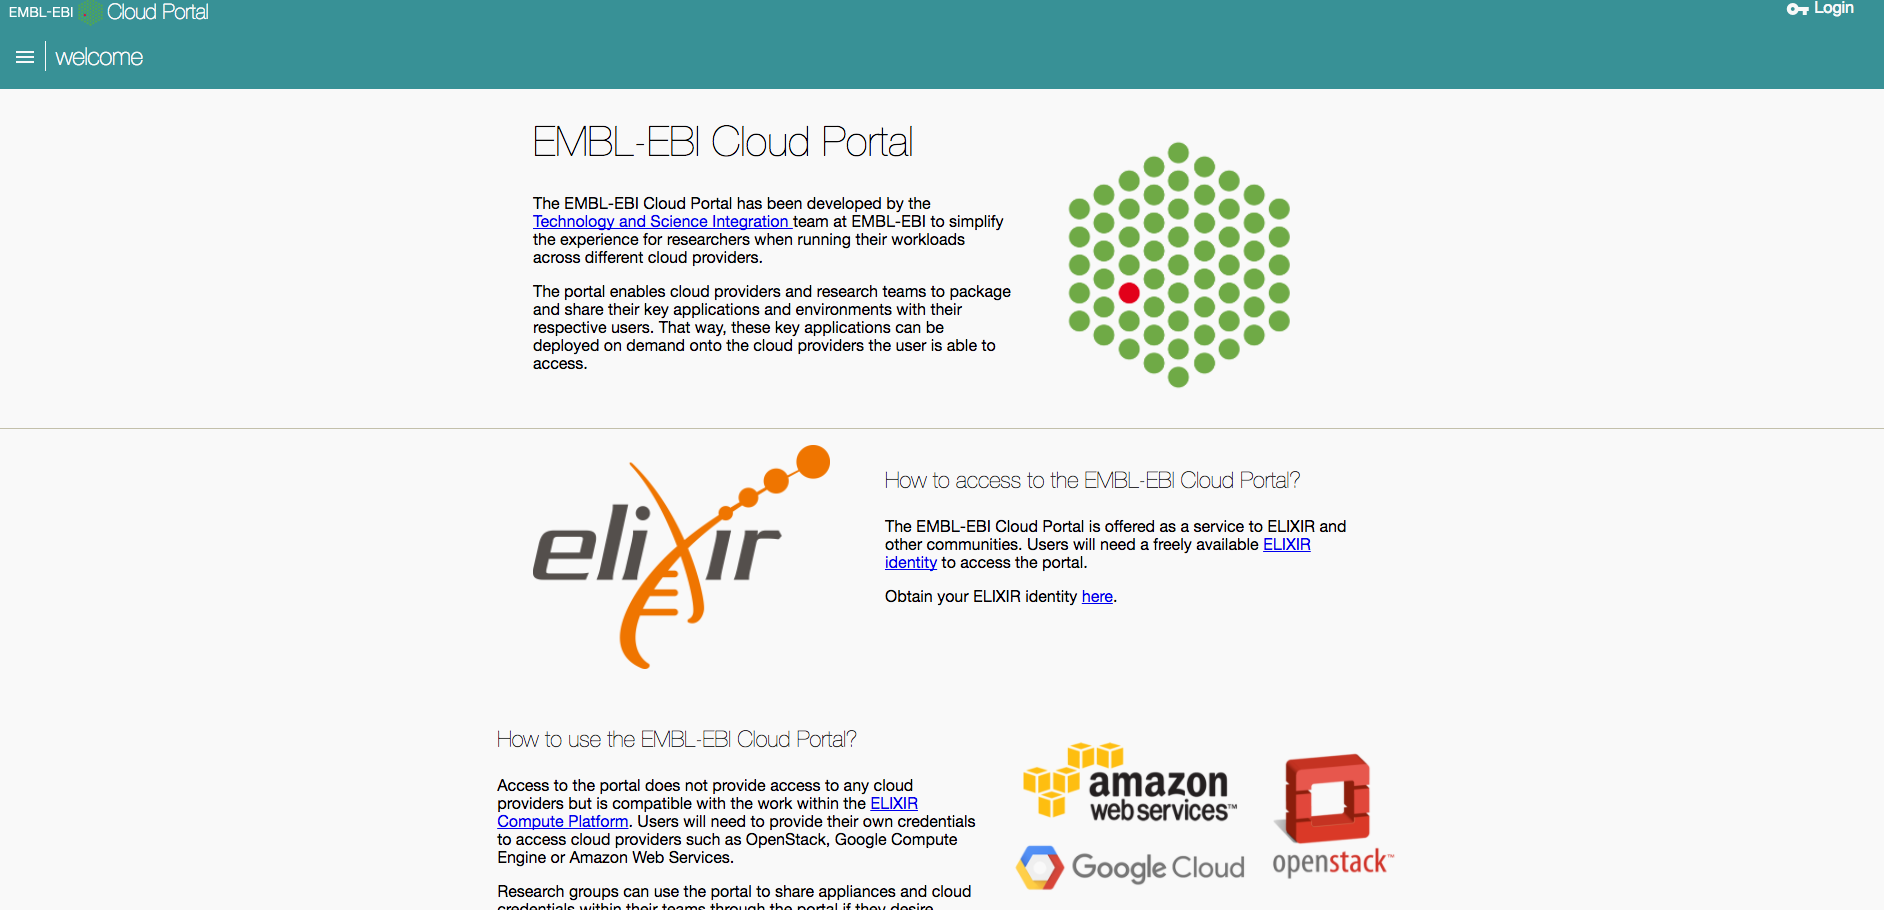 EMBL-EBI Cloud Portal
Login
welcome
EMBL-EBI Cloud Portal
The EMBL-EBI Cloud Portal has been developed by the
Technology and Science Integration team at EMBL-EBI to simplify
the experience for researchers when running their workloads
across different cloud providers.
The portal enables cloud providers and research teams to package
and share their key applications and environments with their
respective users. That way, these key applications can be
deployed on demand onto the cloud providers the user is able to
access.
elixir
How to access to the EMBL-EBI Cloud Portal?
The EMBL-EBI Cloud Portal is offered as a service to ELIXIR and
other communities. Users will need a freely available ELIXIR
identity to access the portal.
Obtain your ELIXIR identity here.
How to use the EMBL-EBI Cloud Portal?
Access to the portal does not provide access to any cloud
providers but is compatible with the work within the ELIXIR
Compute Platform. Users will need to provide their own credentials
to access cloud providers such as OpenStack, Google Compute
Engine or Amazon Web Services.
Research groups can use the portal to share appliances and cloud
credentials within their teams through the portal if they desire.
amazon
web services™
Google Cloud
openstack™